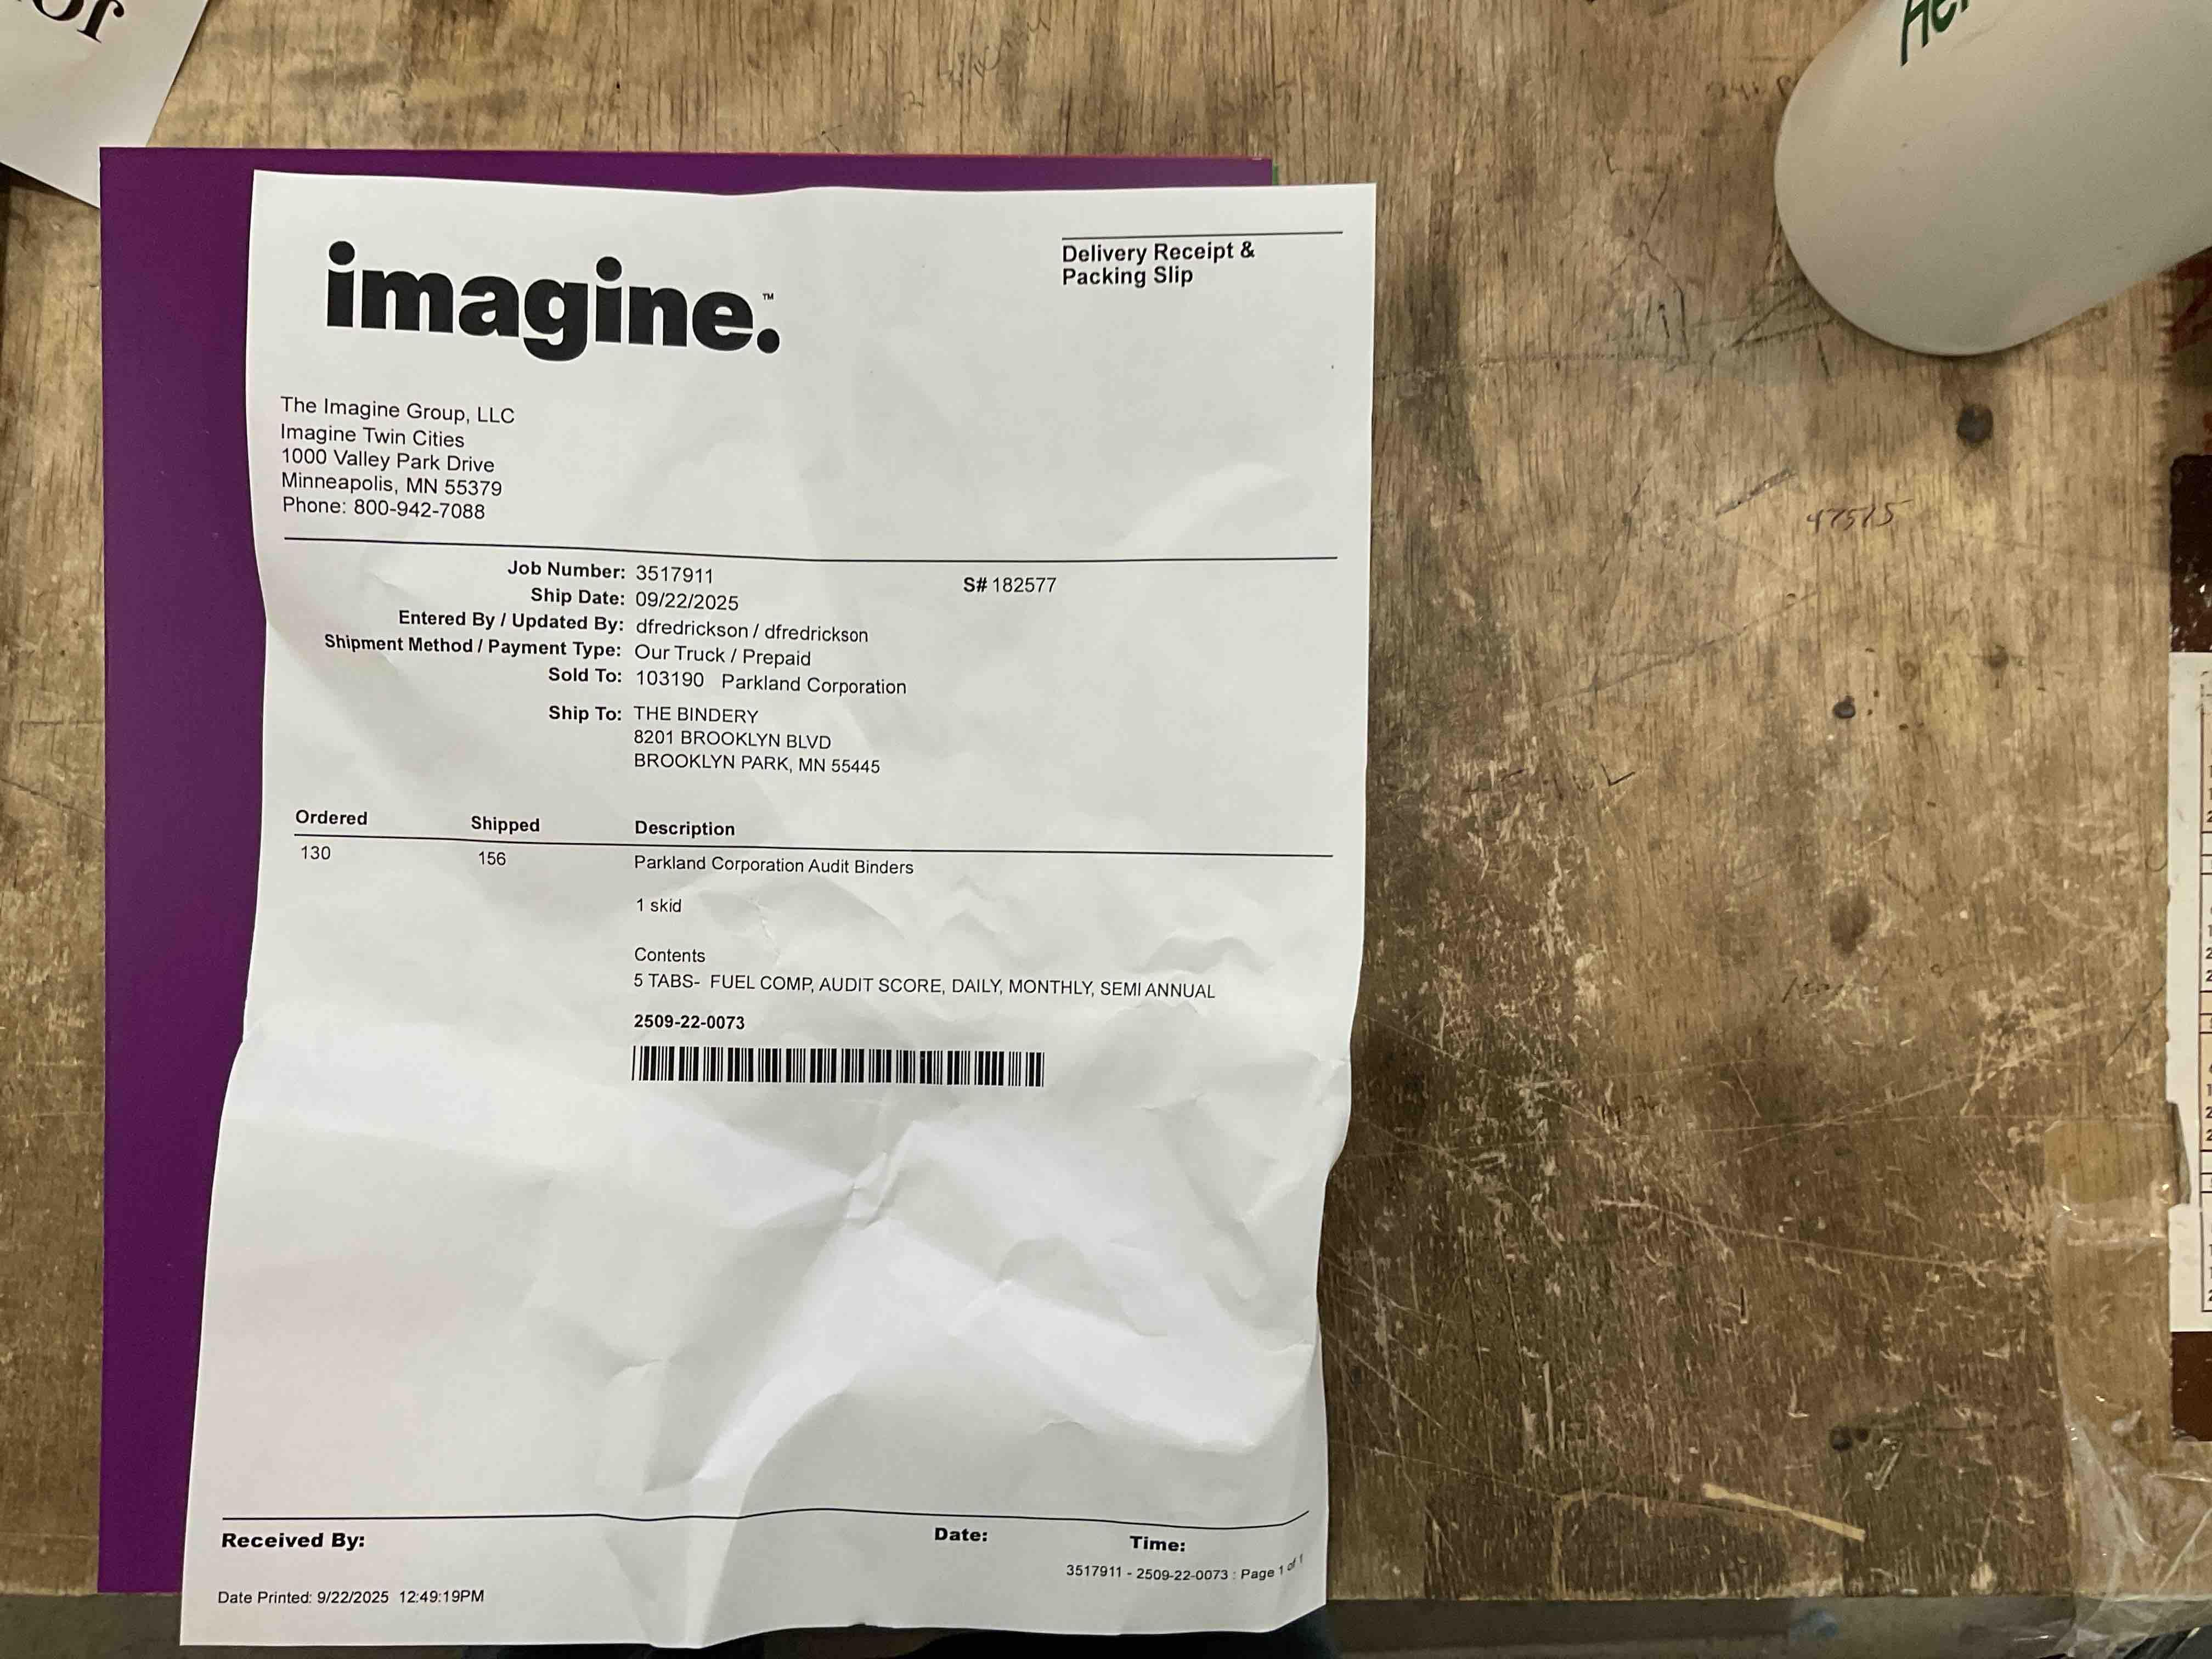 imagine.™
Delivery Receipt &
Packing Slip
The Imagine Group, LLC
Imagine Twin Cities
1000 Valley Park Drive
Minneapolis, MN 55379
Phone: 800-942-7088
Job Number: 3517911
S# 182577
Ship Date: 09/22/2025
Entered By / Updated By: dfredrickson / dfredrickson
Shipment Method / Payment Type: Our Truck / Prepaid
Sold To: 103190 Parkland Corporation
Ship To: THE BINDERY
8201 BROOKLYN BLVD
BROOKLYN PARK, MN 55445
Ordered Shipped Description
130 156 Parkland Corporation Audit Binders
1 skid
Contents
5 TABS- FUEL COMP, AUDIT SCORE, DAILY, MONTHLY, SEMI ANNUAL
2509-22-0073
Received By: Date: Time:
3517911 - 2509-22-0073 : Page 1 of 1
Date Printed: 9/22/2025 12:49:19PM
47515